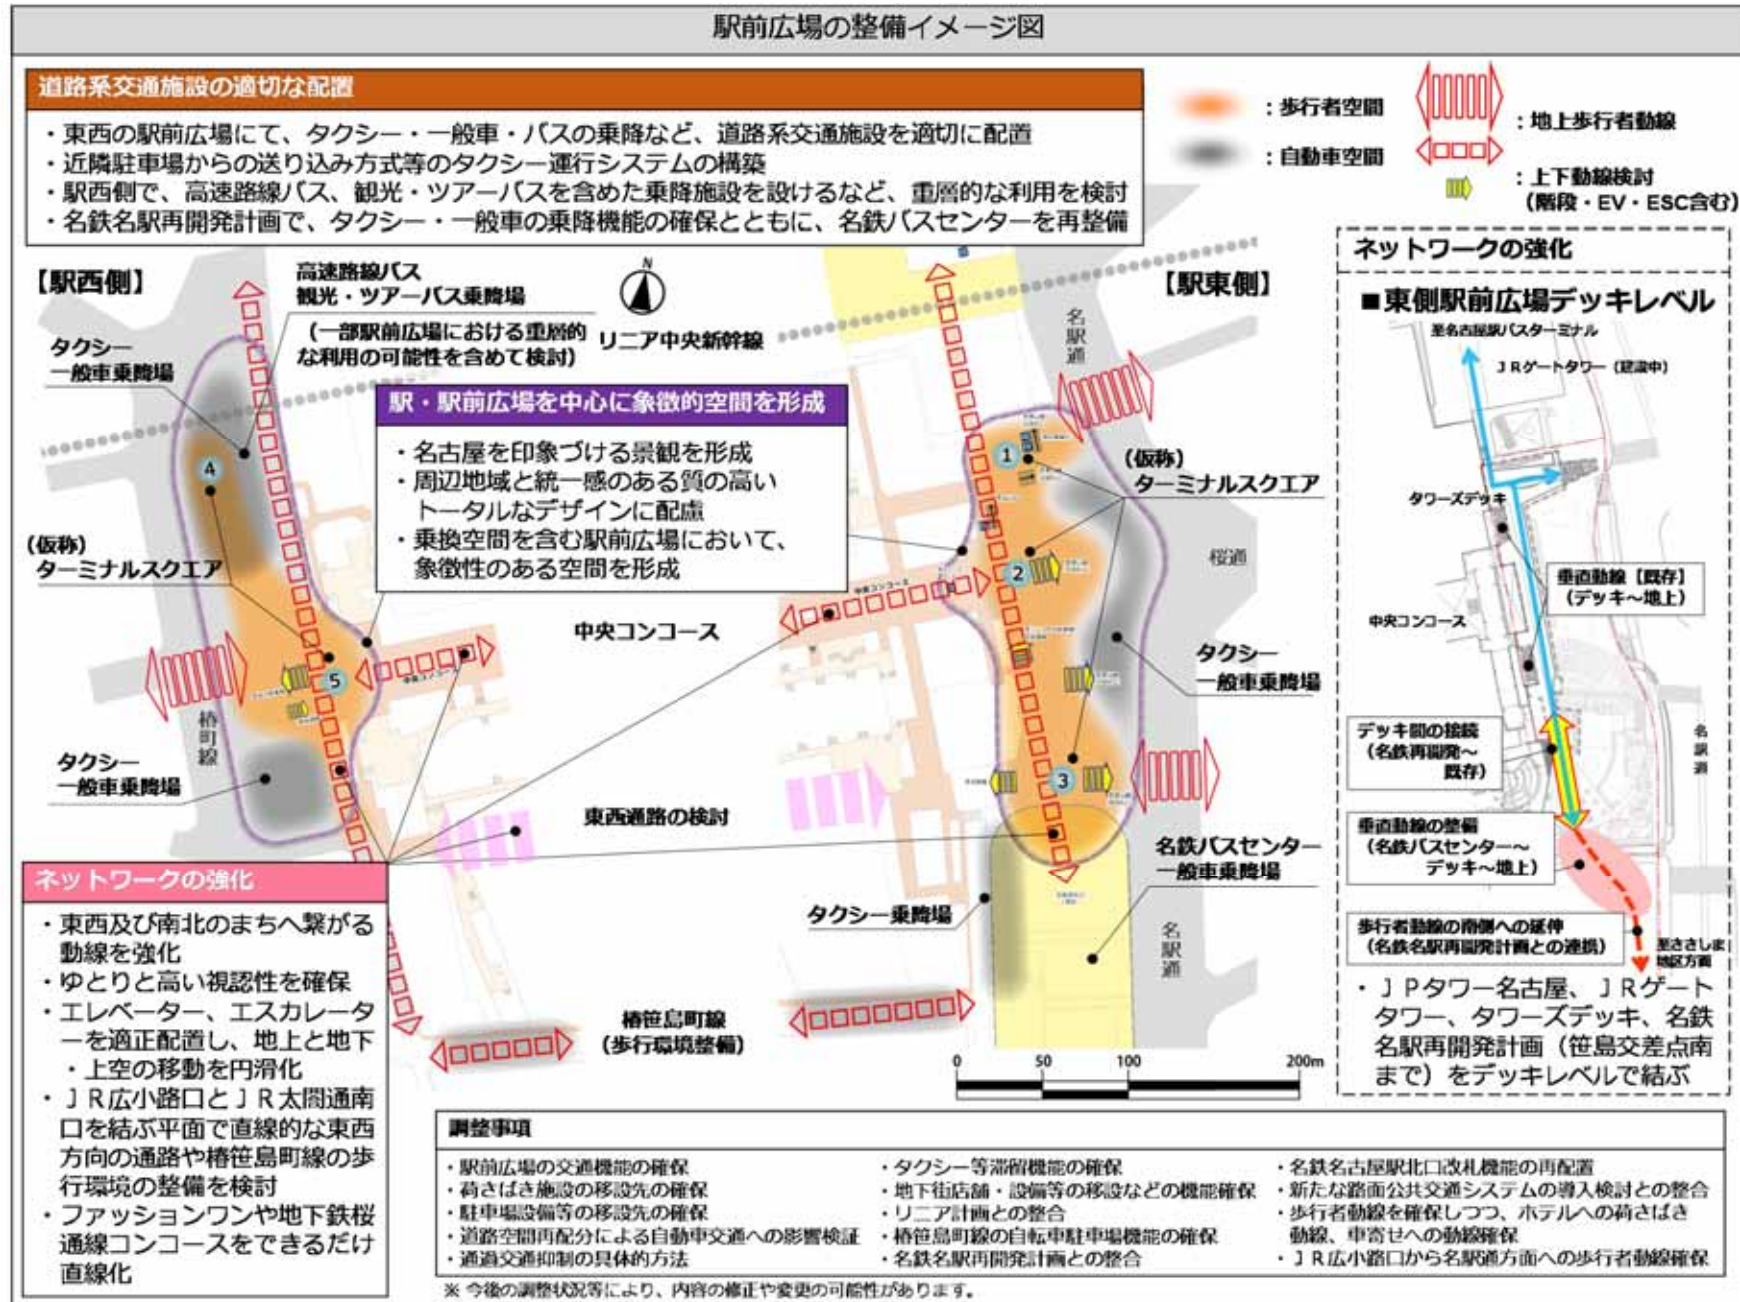 駅前広場の整備イメージ図
道路系交通施設の適切な配置
・東西の駅前広場にて、タクシー・一般車・バスの乗降など、道路系交通施設を適切に配置
・近隣駐車場からの送り込み方式等のタクシー運行システムの構築
・駅西側で、高速路線バス、観光・ツアーバスを含めた乗降施設を設けるなど、重層的な利用を検討
・名鉄名駅再開発計画で、タクシー・一般車の乗降機能の確保とともに、名鉄バスセンターを再整備
：歩行者空間
：自動車空間
：地上歩行者動線
：上下動線検討
（階段・EV・ESC含む）
【駅西側】
高速路線バス
観光・ツアーバス乗降場
（一部駅前広場における重層的
な利用の可能性を含めて検討）
N
リニア中央新幹線
【駅東側】
名駅通
タクシー
一般車乗降場
駅・駅前広場を中心に象徴的空間を形成
・名古屋を印象づける景観を形成
・周辺地域と統一感のある質の高い
トータルなデザインに配慮
・乗換空間を含む駅前広場において、
象徴性のある空間を形成
④
(仮称)
ターミナルスクエア
①
(仮称)
ターミナルスクエア
桜通
②
中央コンコース
中央コンコース
中央コンコース
⑤
椿町線
タクシー
一般車乗降場
タクシー
一般車乗降場
③
東西通路の検討
名鉄バスセンター
一般車乗降場
タクシー乗降場
名駅通
椿笹島町線
(歩行環境整備)
0 50 100 200m
ネットワークの強化
・東西及び南北のまちへ繋がる
動線を強化
・ゆとりと高い視認性を確保
・エレベーター、エスカレータ
ーを適正配置し、地上と地下
・上空の移動を円滑化
・ＪＲ広小路口とＪＲ太閤通南
口を結ぶ平面で直線的な東西
方向の通路や椿笹島町線の歩
行環境の整備を検討
・ファッションワンや地下鉄桜
通線コンコースをできるだけ
直線化
ネットワークの強化
■東側駅前広場デッキレベル
至名古屋駅バスターミナル
ＪＲゲートタワー（建設中）
タワーズデッキ
垂直動線【既存】
（デッキ～地上）
中央コンコース
デッキ間の接続
（名鉄再開発～
既存）
名駅通
垂直動線の整備
（名鉄バスセンター～
デッキ～地上）
歩行者動線の南側への延伸
（名鉄名駅再開発計画との連携）
至ささしま
地区方面
・ＪＰタワー名古屋、ＪＲゲート
タワー、タワーズデッキ、名鉄
名駅再開発計画（笹島交差点南
まで）をデッキレベルで結ぶ
調整事項
・駅前広場の交通機能の確保
・荷さばき施設の移設先の確保
・駐車場設備等の移設先の確保
・道路空間再配分による自動車交通への影響検証
・通過交通抑制の具体的方法
・タクシー等滞留機能の確保
・地下街店舗・設備等の移設などの機能確保
・リニア計画との整合
・椿笹島町線の自転車駐車場機能の確保
・名鉄名駅再開発計画との整合
・名鉄名古屋駅北口改札機能の再配置
・新たな路面公共交通システムの導入検討との整合
・歩行者動線を確保しつつ、ホテルへの荷さばき
動線、車寄せへの動線確保
・ＪＲ広小路口から名駅通方面への歩行者動線確保
※ 今後の調整状況等により、内容の修正や変更の可能性があります。